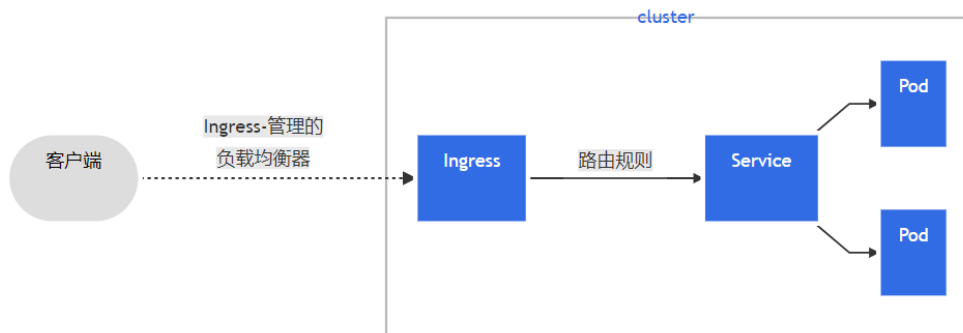 cluster
Pod
Ingress-管理的
负载均衡器
客户端
Ingress
路由规则
Service
Pod